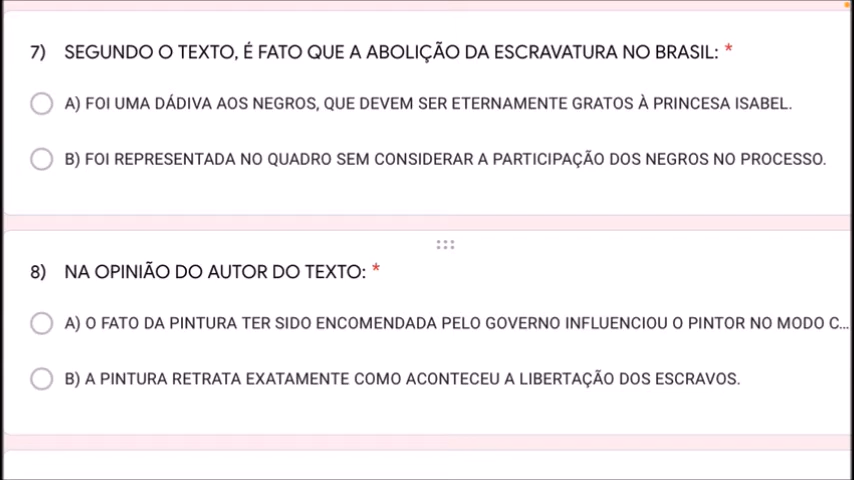 7) SEGUNDO O TEXTO, É FATO QUE A ABOLIÇÃO DA ESCRAVATURA NO BRASIL: *
A) FOI UMA DÁDIVA AOS NEGROS, QUE DEVEM SER ETERNAMENTE GRATOS À PRINCESA ISABEL.
B) FOI REPRESENTADA NO QUADRO SEM CONSIDERAR A PARTICIPAÇÃO DOS NEGROS NO PROCESSO.
8) NA OPINIÃO DO AUTOR DO TEXTO: *
A) O FATO DA PINTURA TER SIDO ENCOMENDADA PELO GOVERNO INFLUENCIOU O PINTOR NO MODO C...
B) A PINTURA RETRATA EXATAMENTE COMO ACONTECEU A LIBERTAÇÃO DOS ESCRAVOS.